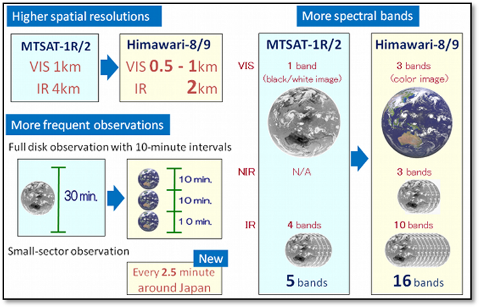 Higher spatial resolutions
MTSAT-1R/2
VIS 1km
IR 4km
Himawari-8/9
VIS 0.5 - 1km
IR 2km
More frequent observations
Full disk observation with 10-minute intervals
30 min.
10 min.
10 min.
10 min.
Small-sector observation
New
Every 2.5 minute
around Japan
More spectral bands
MTSAT-1R/2
Himawari-8/9
VIS
1 band
(black/white image)
3 bands
(color image)
NIR
N/A
3 bands
IR
4 bands
10 bands
5 bands
16 bands